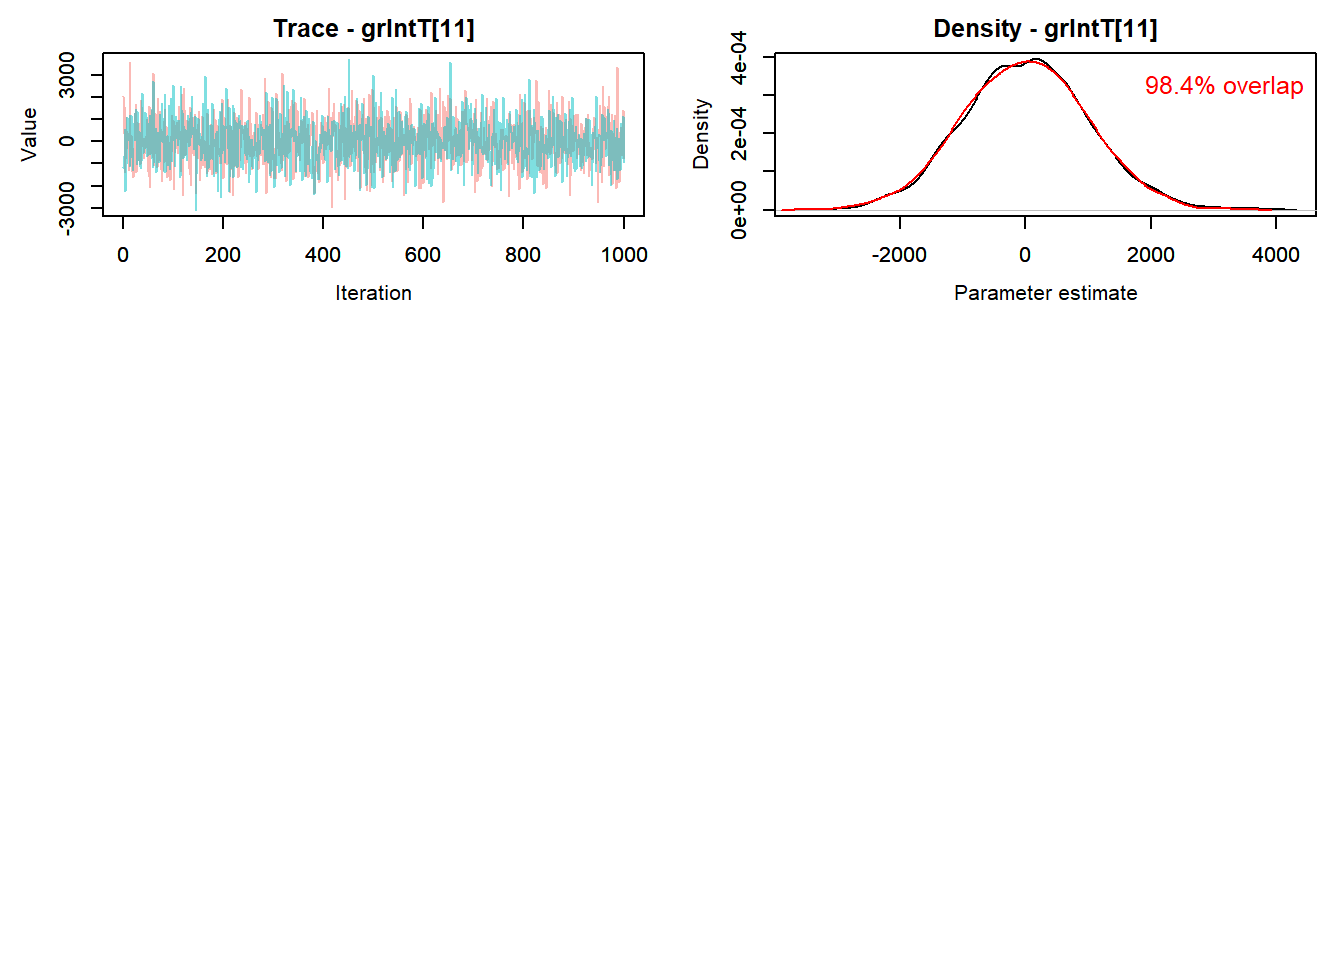 Trace - grIntT[11]
Value
3000
0
-3000
0
200
400
600
800
1000
Iteration
Density - grIntT[11]
98.4% overlap
Density
4e-04
2e-04
0e+00
-2000
0
2000
4000
Parameter estimate